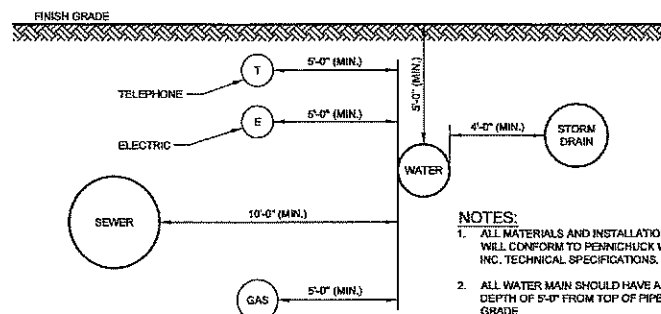 FINISH GRADE
T
5'-0" (MIN.)
5'-0" (MIN.)
TELEPHONE
E
5'-0" (MIN.)
4'-0" (MIN.)
STORM
DRAIN
ELECTRIC
WATER
SEWER
10'-0" (MIN.)
NOTES:
1. ALL MATERIALS AND INSTALLATIO
WILL CONFORM TO PENNICHUCK W
INC. TECHNICAL SPECIFICATIONS.
2. ALL WATER MAIN SHOULD HAVE A
DEPTH OF 5'-0" FROM TOP OF PIPE
GRADE
GAS
5'-0" (MIN.)